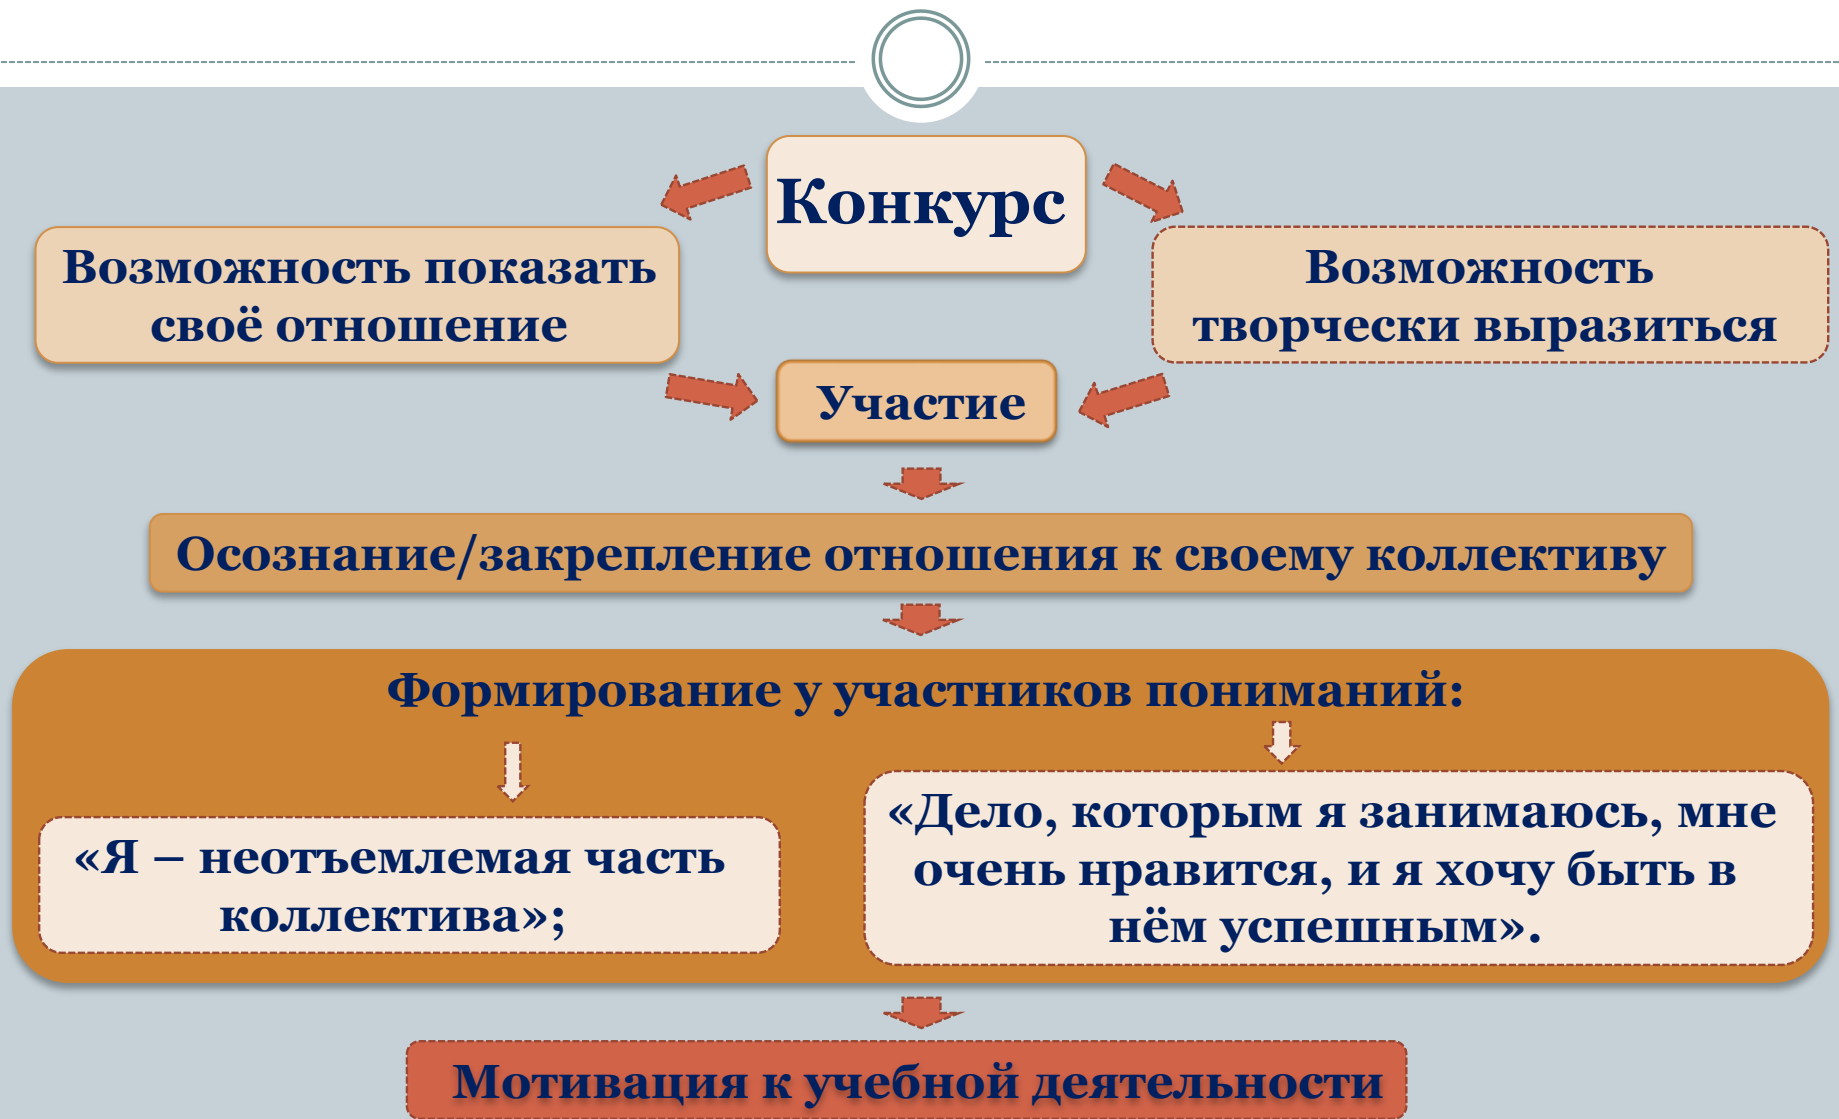 Конкурс
Возможность показать
своё отношение
Возможность
творчески выразиться
Участие
Осознание/закрепление отношения к своему коллективу
Формирование у участников пониманий:
«Я – неотъемлемая часть
коллектива»;
«Дело, которым я занимаюсь, мне
очень нравится, и я хочу быть в
нём успешным».
Мотивация к учебной деятельности